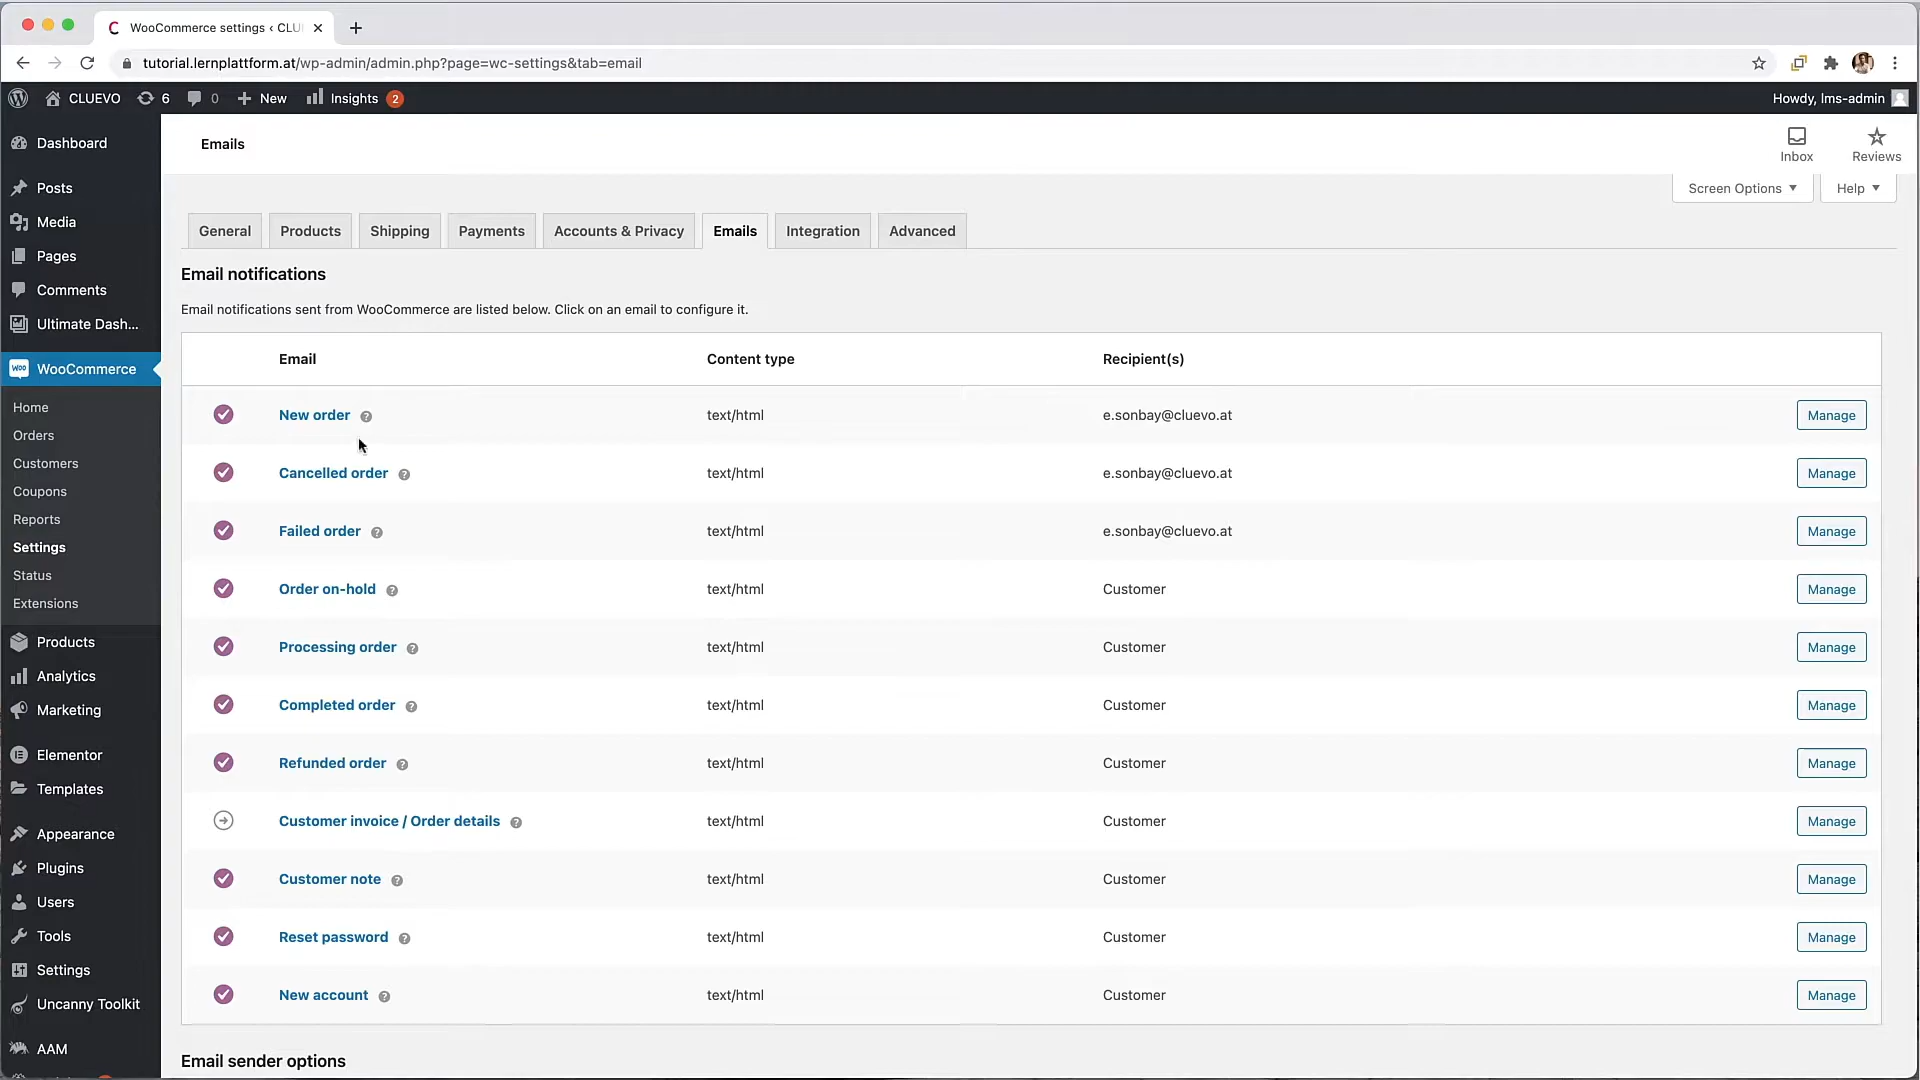 WooCommerce settings ‹ CLU
tutorial.lernplattform.at/wp-admin/admin.php?page=wc-settings&tab=email
CLUEVO 6 0 New Insights 2 Howdy, lms-admin
Dashboard
Posts
Media
Pages
Comments
Ultimate Dash...
WooCommerce
Home
Orders
Customers
Coupons
Reports
Settings
Status
Extensions
Products
Analytics
Marketing
Elementor
Templates
Appearance
Plugins
Users
Tools
Settings
Uncanny Toolkit
AAM
Emails
Inbox Reviews
Screen Options Help
General Products Shipping Payments Accounts & Privacy Emails Integration Advanced
Email notifications
Email notifications sent from WooCommerce are listed below. Click on an email to configure it.
Email Content type Recipient(s)
New order text/html e.sonbay@cluevo.at Manage
Cancelled order text/html e.sonbay@cluevo.at Manage
Failed order text/html e.sonbay@cluevo.at Manage
Order on-hold text/html Customer Manage
Processing order text/html Customer Manage
Completed order text/html Customer Manage
Refunded order text/html Customer Manage
Customer invoice / Order details text/html Customer Manage
Customer note text/html Customer Manage
Reset password text/html Customer Manage
New account text/html Customer Manage
Email sender options